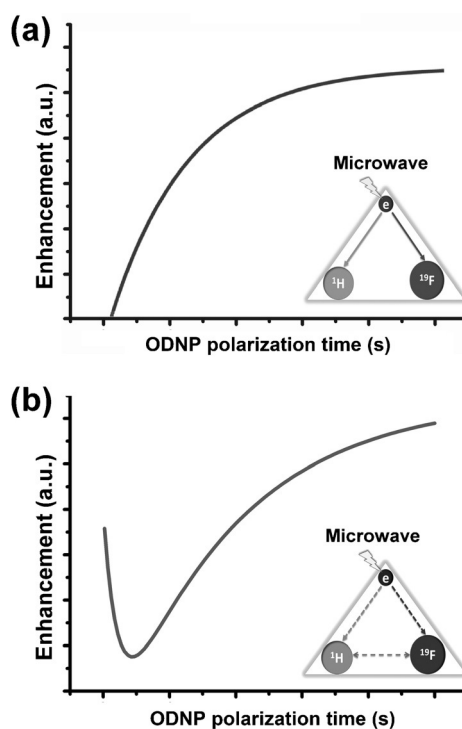 (a)
Enhancement (a.u.)
Microwave
e
¹H
¹⁹F
ODNP polarization time (s)
(b)
Enhancement (a.u.)
Microwave
e
¹H
¹⁹F
ODNP polarization time (s)